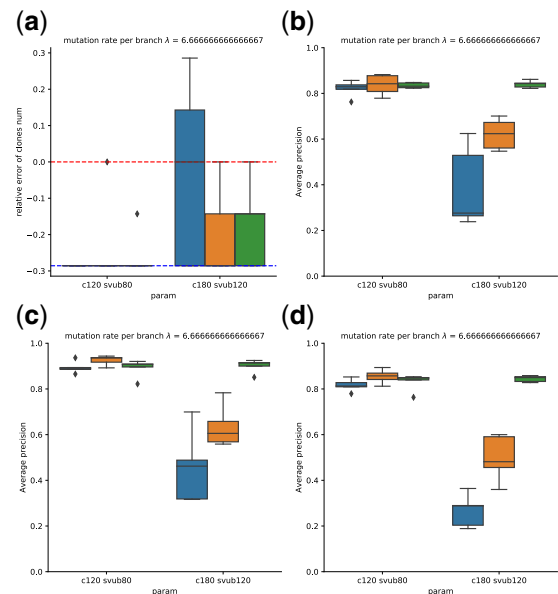 (a)
mutation rate per branch λ = 6.666666666666667
relative error of clones num
0.3
0.2
0.1
0.0
−0.1
−0.2
−0.3
c120 svub80
c180 svub120
param
(b)
mutation rate per branch λ = 6.666666666666667
Average precision
1.0
0.8
0.6
0.4
0.2
0.0
c120 svub80
c180 svub120
param
(c)
mutation rate per branch λ = 6.666666666666667
Average precision
1.0
0.8
0.6
0.4
0.2
0.0
c120 svub80
c180 svub120
param
(d)
mutation rate per branch λ = 6.666666666666667
Average precision
1.0
0.8
0.6
0.4
0.2
0.0
c120 svub80
c180 svub120
param